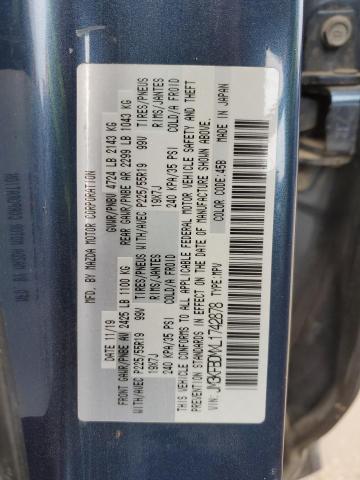 MFD. BY MAZDA MOTOR CORPORATION
DATE 11/19 GVWR/PNBV 4724 LB 2143 KG
FRONT GAWR/PNBE AV 2425 LB 1100 KG REAR GAWR/PNBE AR 2299 LB 1043 KG
WITH/AVEC P225/55R19 99V TIRES/PNEUS WITH/AVEC P225/55R19 99V TIRES/PNEUS
19X7J RIMS/JANTES 19X7J RIMS/JANTES
240 KPA/35 PSI COLD/A FROID 240 KPA/35 PSI COLD/A FROID
THIS VEHICLE CONFORMS TO ALL APPLICABLE FEDERAL MOTOR VEHICLE SAFETY AND THEFT
PREVENTION STANDARDS IN EFFECT ON THE DATE OF MANUFACTURE SHOWN ABOVE.
MADE IN JAPAN
VIN: JM3KFBDM4L1742878 TYPE:MPV COLOR CODE:45B